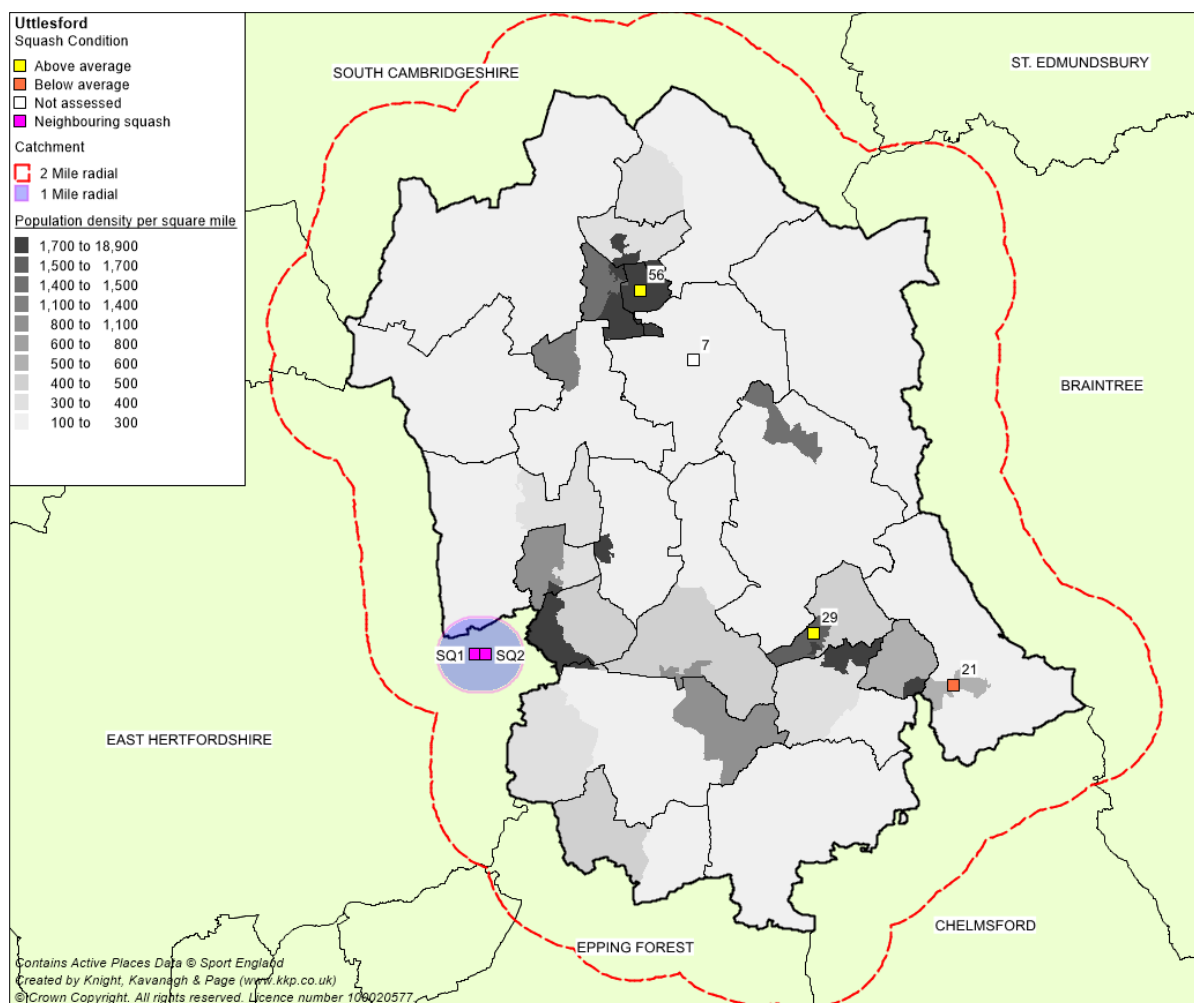 Uttlesford
Squash Condition
Above average
Below average
Not assessed
Neighbouring squash
Catchment
2 Mile radial
1 Mile radial
Population density per square mile
1,700 to 18,900
1,500 to 1,700
1,400 to 1,500
1,100 to 1,400
800 to 1,100
600 to 800
500 to 600
400 to 500
300 to 400
100 to 300
SOUTH CAMBRIDGESHIRE
ST. EDMUNDSBURY
56
7
BRAINTREE
29
SQ1
SQ2
21
EAST HERTFORDSHIRE
CHELMSFORD
EPPING FOREST
Contains Active Places Data © Sport England
Created by Knight, Kavanagh & Page (www.kkp.co.uk)
© Crown Copyright. All rights reserved. Licence number 100020577